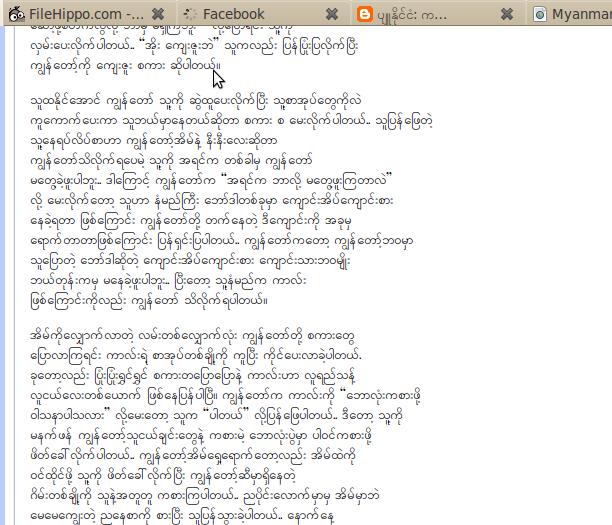 FileHippo.com -... Facebook ပျူနိုင်ငံ: က... Myanmar
လှမ်းပေးလိုက်ပါတယ်.. “အိုး ကျေးဇူးဘဲ” သူကလည်း ပြန်ပြုံးပြလိုက်ပြီး
ကျွန်တော့်ကို ကျေးဇူး စကား ဆိုပါတယ်။
သူထနိုင်အောင် ကျွန်တော် သူ့ကို ဆွဲထူပေးလိုက်ပြီး သူ့စာအုပ်တွေကိုလဲ
ကူကောက်ပေးကာ သူဘယ်မှာနေတယ်ဆိုတာ စကား စ မေးလိုက်ပါတယ်.. သူပြန်ဖြေတဲ့
သူ့နေရပ်လိပ်စာဟာ ကျွန်တော့်အိမ်နဲ့ နီးနီးလေးဆိုတာ
ကျွန်တော်သိလိုက်ရပေမဲ့ သူ့ကို အရင်က တစ်ခါမှ ကျွန်တော်
မတွေ့ခဲ့ဖူးပါဘူး.. ဒါကြောင့် ကျွန်တော်က “အရင်က ဘာလို့ မတွေ့ဖူးကြတာလဲ”
လို့ မေးလိုက်တော့ သူဟာ နံမည်ကြီး ဘော်ဒါတစ်ခုမှာ ကျောင်းအိပ်ကျောင်းစား
နေခဲ့ရတာ ဖြစ်ကြောင်း ကျွန်တော်တို့ တက်နေတဲ့ ဒီကျောင်းကို အခုမှ
ရောက်တာတာဖြစ်ကြောင်း ပြန်ရှင်းပြပါတယ်.. ကျွန်တော်ကတော့ ကျွန်တော့်ဘဝမှာ
သူပြောတဲ့ ဘော်ဒါဆိုတဲ့ ကျောင်းအိပ်ကျောင်းစား ကျောင်းသားဘဝမျိုး
ဘယ်တုန်းကမှ မနေခဲ့ဖူးပါဘူး.. ပြီးတော့ သူ့နံမည်က ကာလ်း
ဖြစ်ကြောင်းကိုလည်း ကျွန်တော် သိလိုက်ရပါတယ်။
အိမ်ကိုလျှောက်လာတဲ့ လမ်းတစ်လျှောက်လုံး ကျွန်တော်တို့ စကားတွေ
ပြောလာကြရင်း ကာလ်းရဲ့ စာအုပ်တစ်ချို့ကို ကူပြီး ကိုင်ပေးလာခဲ့ပါတယ်.
ခုတော့လည်း ပြုံးပြုံးရွှင်ရွှင် စကားတပြောပြောနဲ့ ကာလ်းဟာ လူရည်သန့်
လူငယ်လေးတစ်ယောက် ဖြစ်နေပြန်ပါပြီ။ ကျွန်တော်က ကာလ်းကို “ဘောလုံးကစားဖို့
ဝါသနာပါသလား” လို့မေးတော့ သူက “ပါတယ်” လို့ပြန်ဖြေပါတယ်.. ဒီတော့ သူ့ကို
မနက်ဖန် ကျွန်တော့်သူငယ်ချင်းတွေနဲ့ ကစားမဲ့ ဘောလုံးပွဲမှာ ပါဝင်ကစားဖို့
ဖိတ်ခေါ်လိုက်ပါတယ်.. ကျွန်တော့်အိမ်ရှေ့ရောက်တော့လည်း အိမ်ထဲကို
ဝင်ထိုင်ဖို့ သူ့ကို ဖိတ်ခေါ်လိုက်ပြီး ကျွန်တော့်ဆီမှာရှိနေတဲ့
ဂိမ်းတစ်ချို့ကို သူနဲ့အတူတူ ကစားကြပါတယ်.. ညပိုင်းလောက်မှာမှ အိမ်မှာဘဲ
မေမေကျွေးတဲ့ ညနေစာကို စားပြီး သူပြန်သွားခဲ့ပါတယ်.. နောက်နေ့